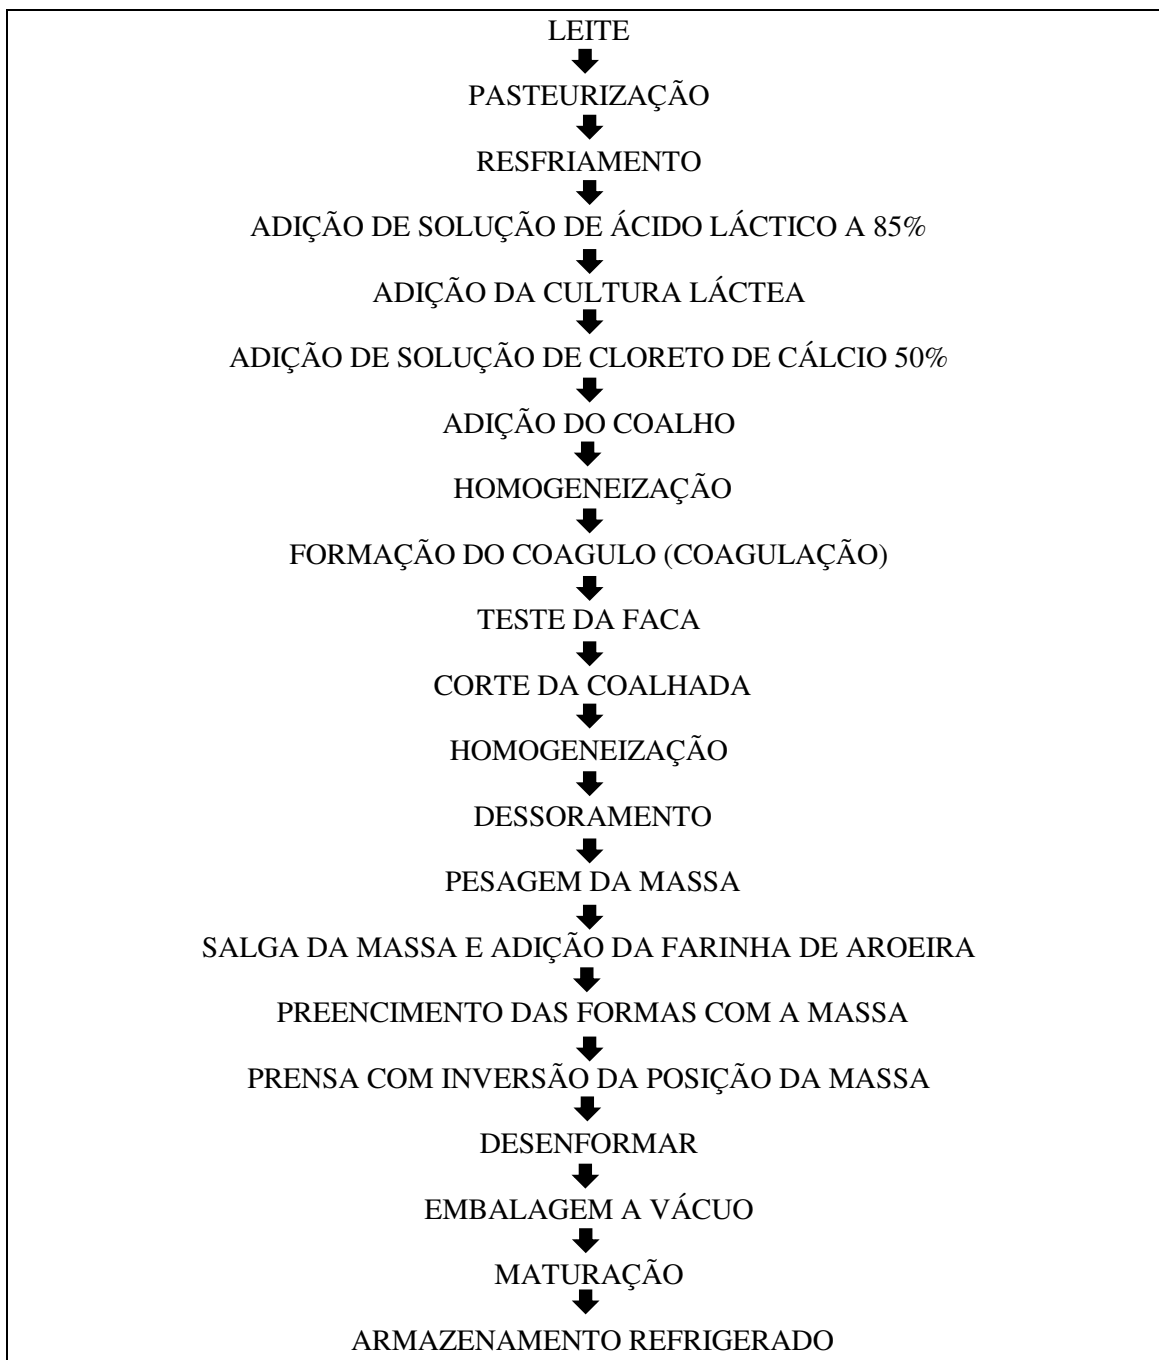 LEITE
PASTEURIZAÇÃO
RESFRIAMENTO
ADIÇÃO DE SOLUÇÃO DE ÁCIDO LÁCTICO A 85%
ADIÇÃO DA CULTURA LÁCTEA
ADIÇÃO DE SOLUÇÃO DE CLORETO DE CÁLCIO 50%
ADIÇÃO DO COALHO
HOMOGENEIZAÇÃO
FORMAÇÃO DO COAGULO (COAGULAÇÃO)
TESTE DA FACA
CORTE DA COALHADA
HOMOGENEIZAÇÃO
DESSORAMENTO
PESAGEM DA MASSA
SALGA DA MASSA E ADIÇÃO DA FARINHA DE AROEIRA
PREENCIMENTO DAS FORMAS COM A MASSA
PRENSA COM INVERSÃO DA POSIÇÃO DA MASSA
DESENFORMAR
EMBALAGEM A VÁCUO
MATURAÇÃO
ARMAZENAMENTO REFRIGERADO